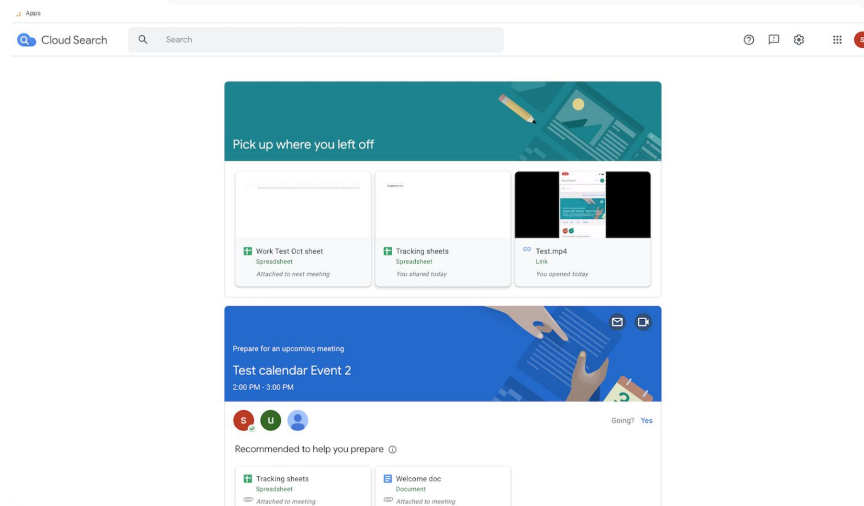 Apps
Cloud Search
Search
S
Pick up where you left off
Work Test Oct sheet
Spreadsheet
Attached to next meeting
Tracking sheets
Spreadsheet
You shared today
Test.mp4
Link
You opened today
Prepare for an upcoming meeting
Test calendar Event 2
2:00 PM - 3:00 PM
S
U
Going? Yes
Recommended to help you prepare
Tracking sheets
Spreadsheet
Attached to meeting
Welcome doc
Document
Attached to meeting